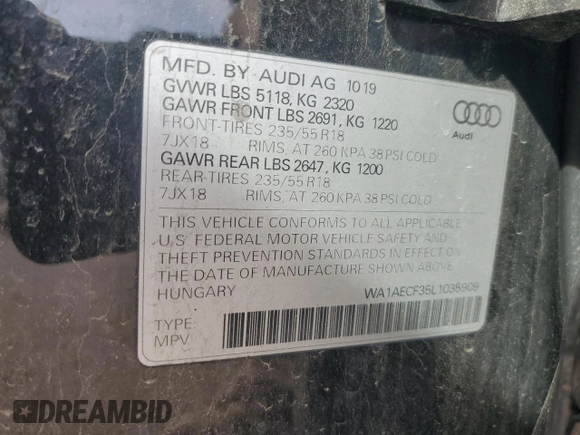 MFD. BY AUDI AG 10 19
GVWR LBS 5118, KG 2320
GAWR FRONT LBS 2691, KG 1220
FRONT-TIRES 235/55 R18
7JX18 RIMS, AT 260 KPA 38 PSI COLD
GAWR REAR LBS 2647, KG 1200
REAR-TIRES 235/55 R18
7JX18 RIMS, AT 260 KPA 38 PSI COLD
Audi
THIS VEHICLE CONFORMS TO ALL APPLICABLE
U.S. FEDERAL MOTOR VEHICLE SAFETY AND
THEFT PREVENTION STANDARDS IN EFFECT ON
THE DATE OF MANUFACTURE SHOWN ABOVE
HUNGARY
WA1AECF35L1035908
TYPE:
MPV
DREAMBID